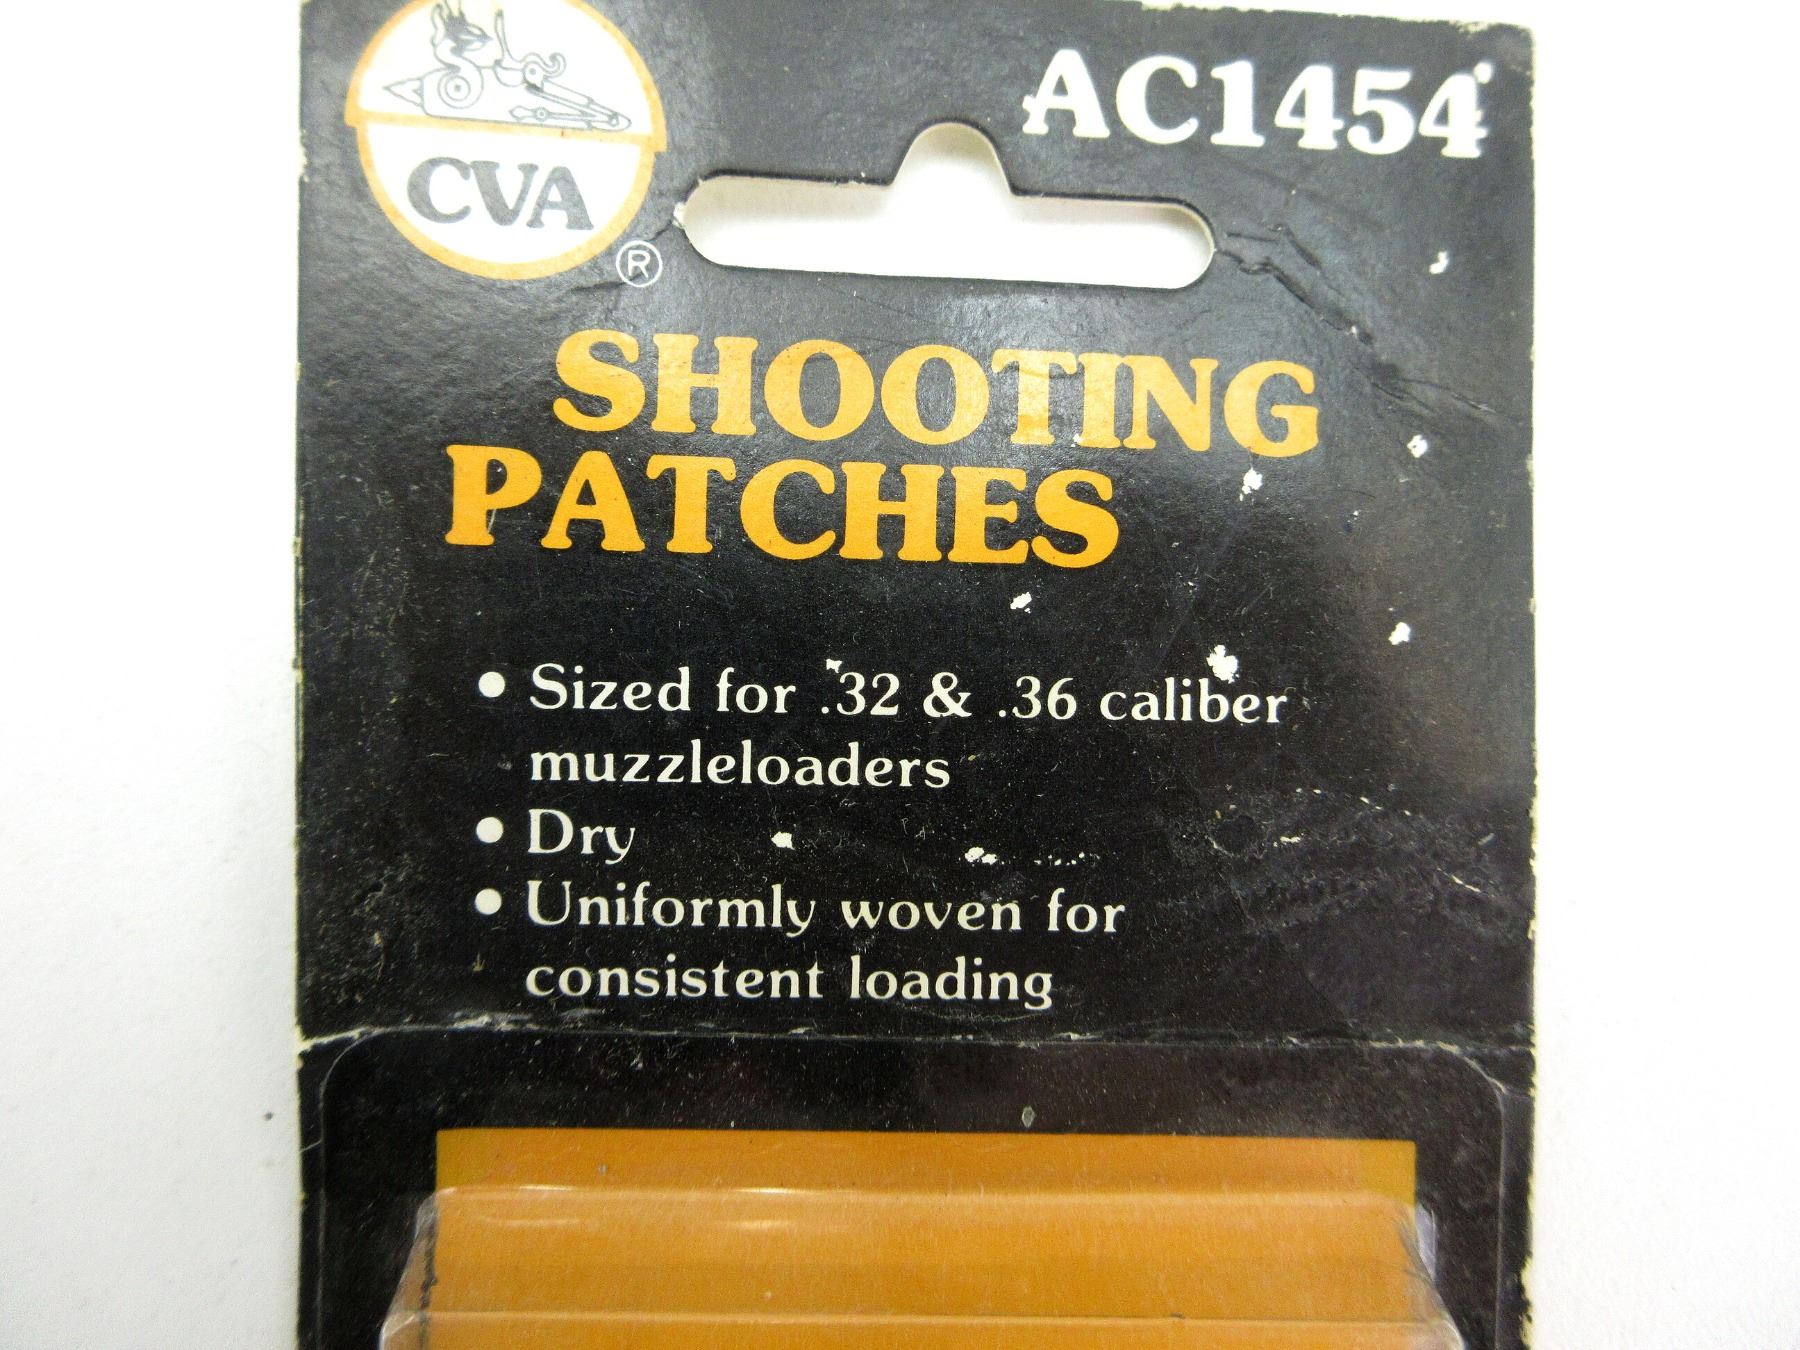 AC1454
CVA
®
SHOOTING
PATCHES
• Sized for .32 & .36 caliber
muzzleloaders
• Dry
• Uniformly woven for
consistent loading